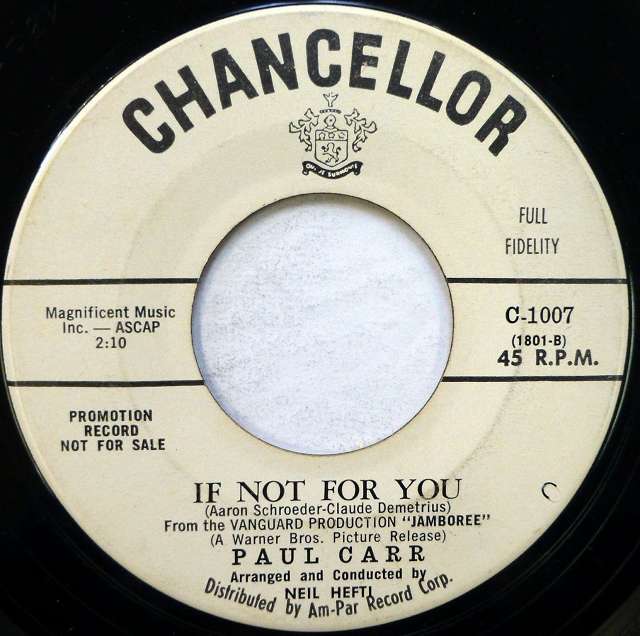 CHANCELLOR
FULL
FIDELITY
Magnificent Music
Inc. — ASCAP
2:10
C-1007
(1801-B)
45 R.P.M.
PROMOTION
RECORD
NOT FOR SALE
IF NOT FOR YOU
(Aaron Schroeder-Claude Demetrius)
From the VANGUARD PRODUCTION "JAMBOREE"
(A Warner Bros. Picture Release)
PAUL CARR
Arranged and Conducted by
NEIL HEFTI
Distributed by Am-Par Record Corp.